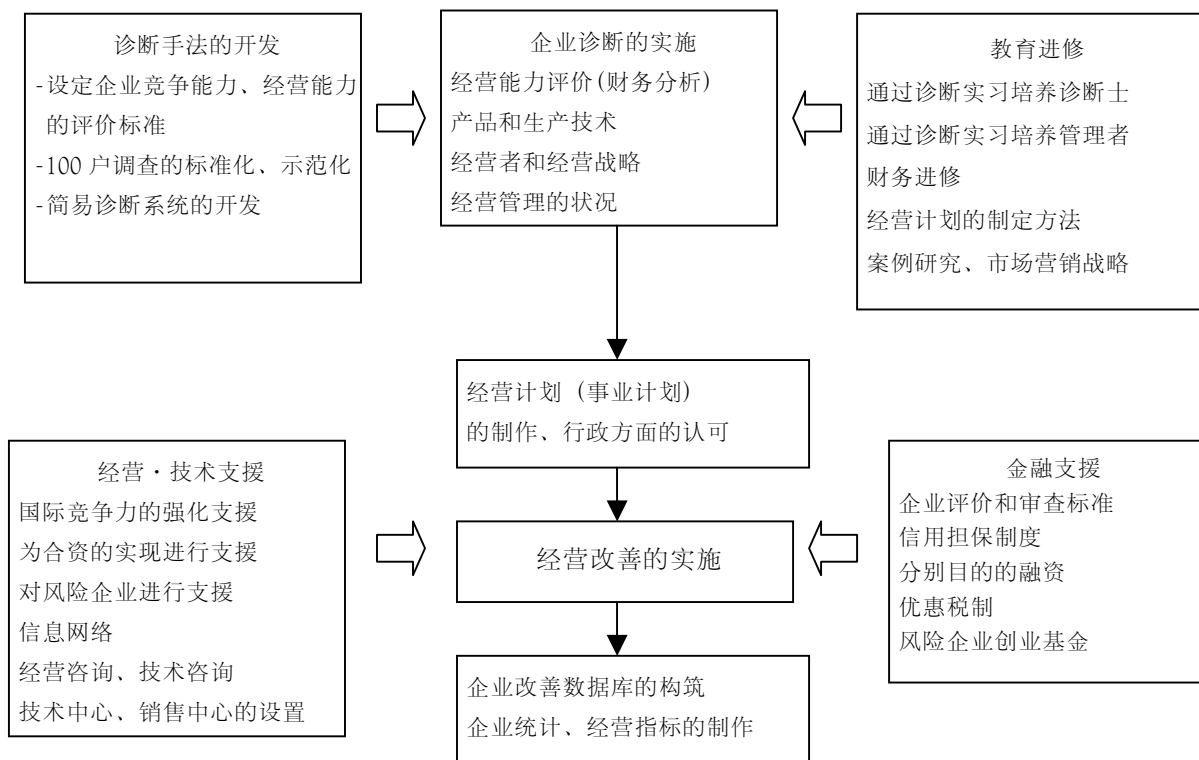 诊断手法的开发
-设定企业竞争能力、经营能力
的评价标准
-100 户调查的标准化、示范化
-简易诊断系统的开发
企业诊断的实施
经营能力评价(财务分析)
产品和生产技术
经营者和经营战略
经营管理的状况
教育进修
通过诊断实习培养诊断士
通过诊断实习培养管理者
财务进修
经营计划的制定方法
案例研究、市场营销战略
经营计划（事业计划)
的制作、行政方面的认可
经营·技术支援
国际竞争力的强化支援
为合资的实现进行支援
对风险企业进行支援
信息网络
经营咨询、技术咨询
技术中心、销售中心的设置
经营改善的实施
金融支援
企业评价和审查标准
信用担保制度
分别目的的融资
优惠税制
风险企业创业基金
企业改善数据库的构筑
企业统计、经营指标的制作